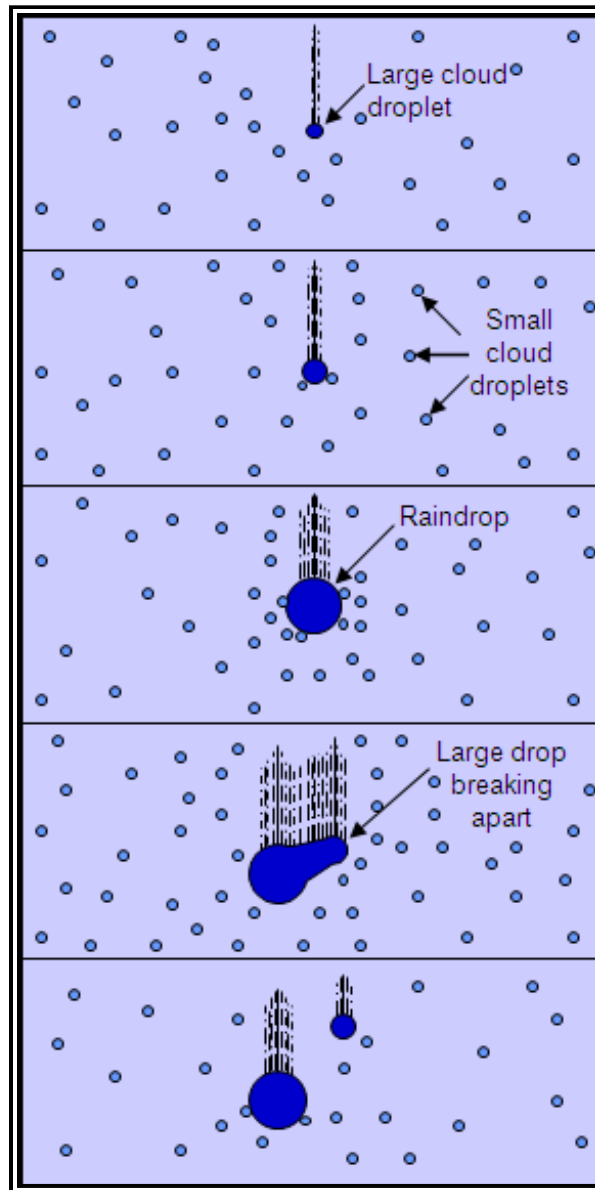 Large cloud
droplet
Small
cloud
droplets
Raindrop
Large drop
breaking
apart